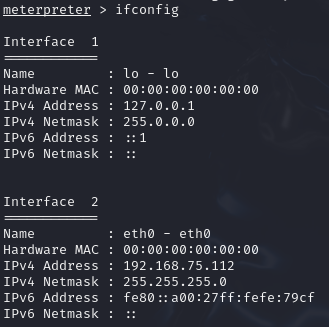 meterpreter > ifconfig
Interface  1
============
Name         : lo - lo
Hardware MAC : 00:00:00:00:00:00
IPv4 Address : 127.0.0.1
IPv4 Netmask : 255.0.0.0
IPv6 Address : ::1
IPv6 Netmask : ::
Interface  2
============
Name         : eth0 - eth0
Hardware MAC : 00:00:00:00:00:00
IPv4 Address : 192.168.75.112
IPv4 Netmask : 255.255.255.0
IPv6 Address : fe80::a00:27ff:fefe:79cf
IPv6 Netmask : ::